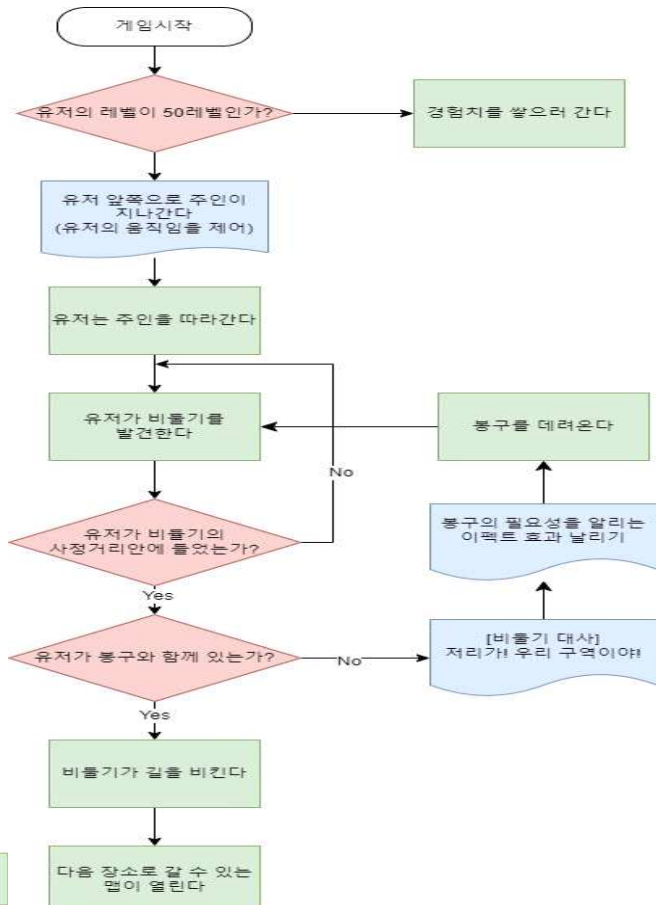 게임시작
유저의 레벨이 50레벨인가?
경험치를 쌓으러 간다
유저 앞쪽으로 주인이
지나간다
(유저의 움직임을 제어)
유저는 주인을 따라간다
유저가 비둘기를
발견한다
봉구를 데려온다
No
유저가 비둘기의
사정거리안에 들었는가?
봉구의 필요성을 알리는
이펙트 효과 날리기
Yes
유저가 봉구와 함께 있는가?
No
[비둘기 대사]
저리가! 우리 구역이야!
Yes
비둘기가 길을 비킨다
다음 장소로 갈 수 있는
맵이 열린다